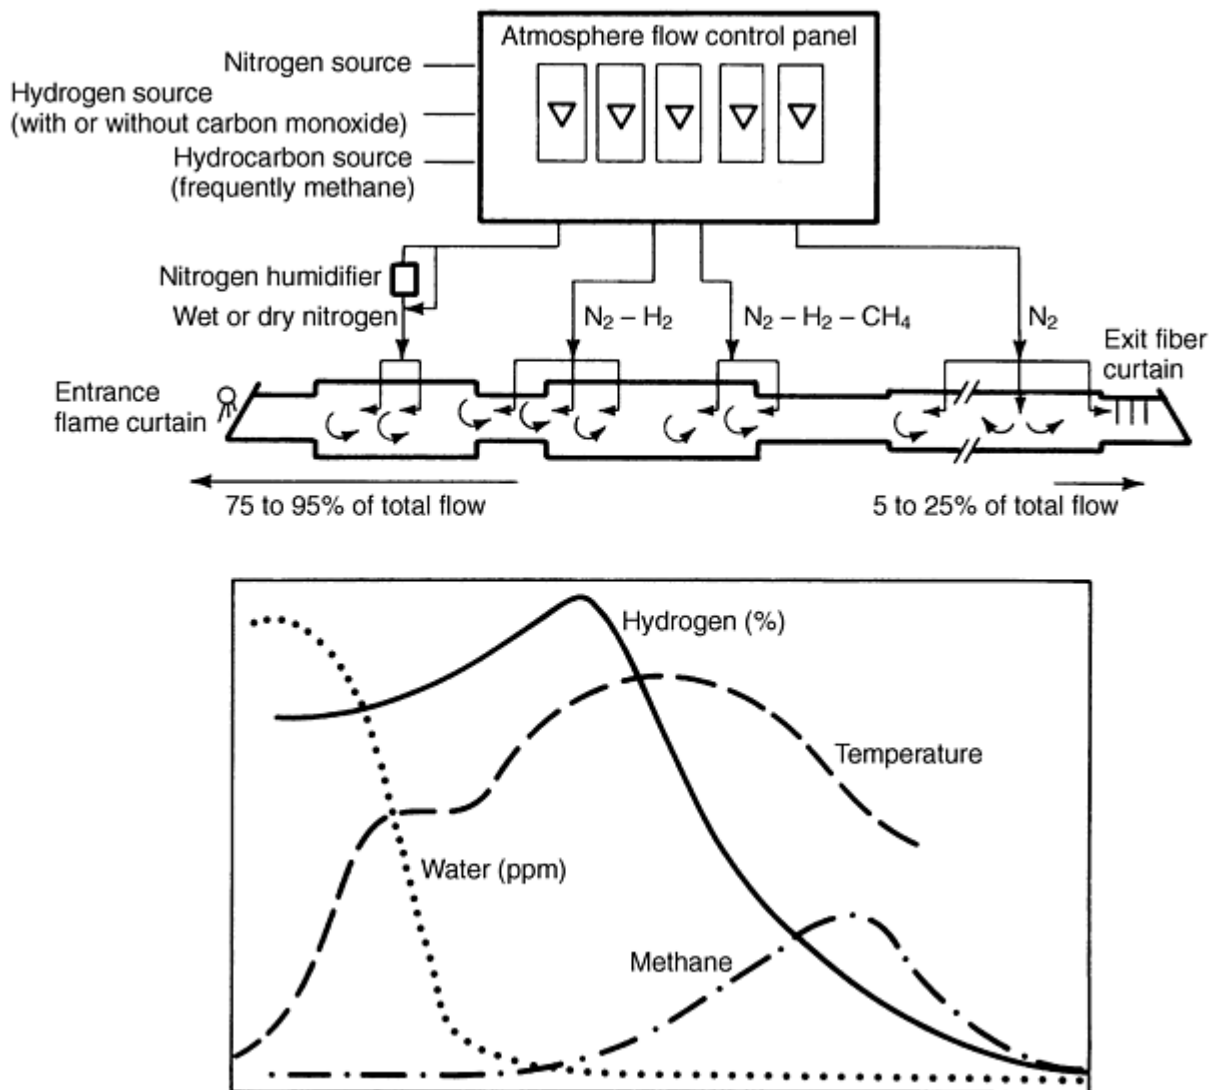 Atmosphere flow control panel
Nitrogen source
Hydrogen source
(with or without carbon monoxide)
Hydrocarbon source
(frequently methane)
Nitrogen humidifier
Wet or dry nitrogen
N₂ – H₂
N₂ – H₂ – CH₄
N₂
Exit fiber
curtain
Entrance
flame curtain
75 to 95% of total flow
5 to 25% of total flow
Hydrogen (%)
Temperature
Water (ppm)
Methane